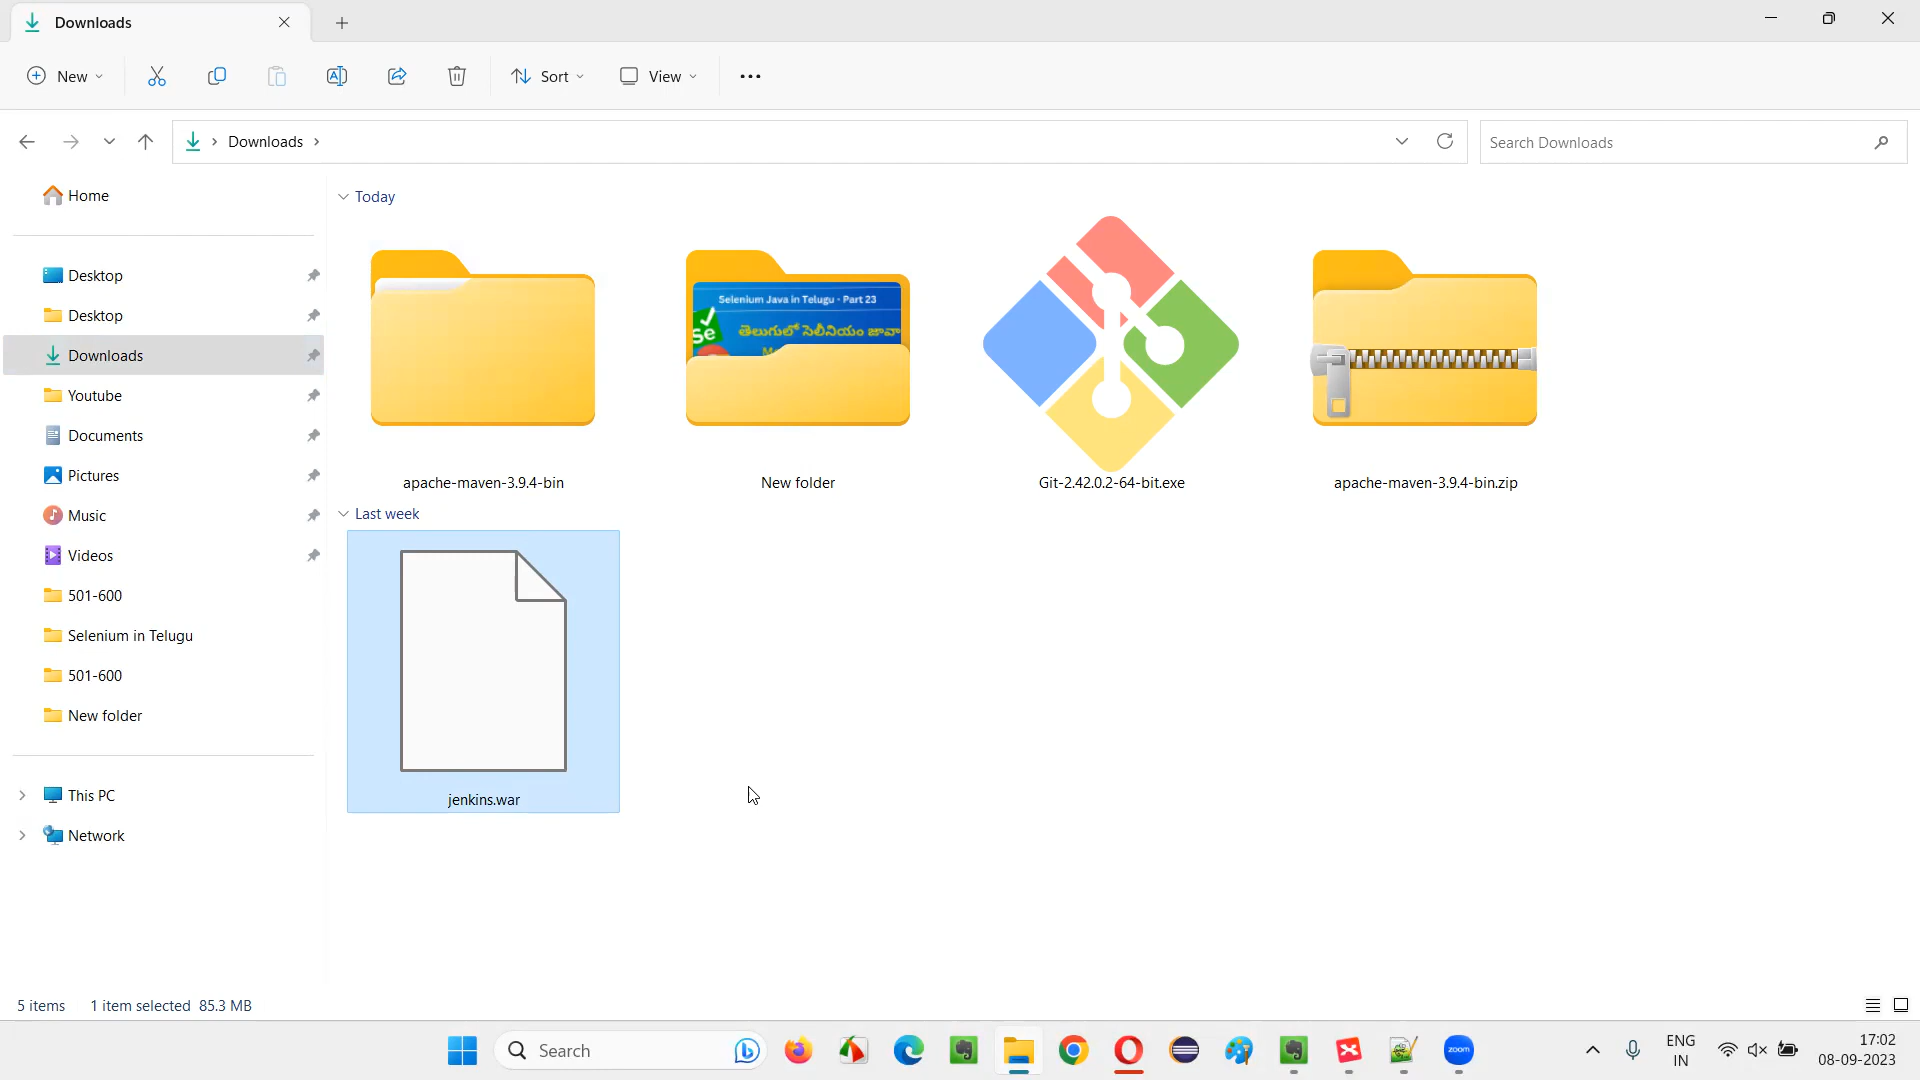 Downloads
New
Sort
View
Downloads
Search Downloads
Home
Desktop
Desktop
Downloads
Youtube
Documents
Pictures
Music
Videos
501-600
Selenium in Telugu
501-600
New folder
This PC
Network
Today
Selenium Java in Telugu - Part 23
Se
తెలుగులో సెలీనియం జావా
apache-maven-3.9.4-bin
New folder
Git-2.42.0.2-64-bit.exe
apache-maven-3.9.4-bin.zip
Last week
jenkins.war
5 items
1 item selected 85.3 MB
Search
zoom
ENG
IN
17:02
08-09-2023